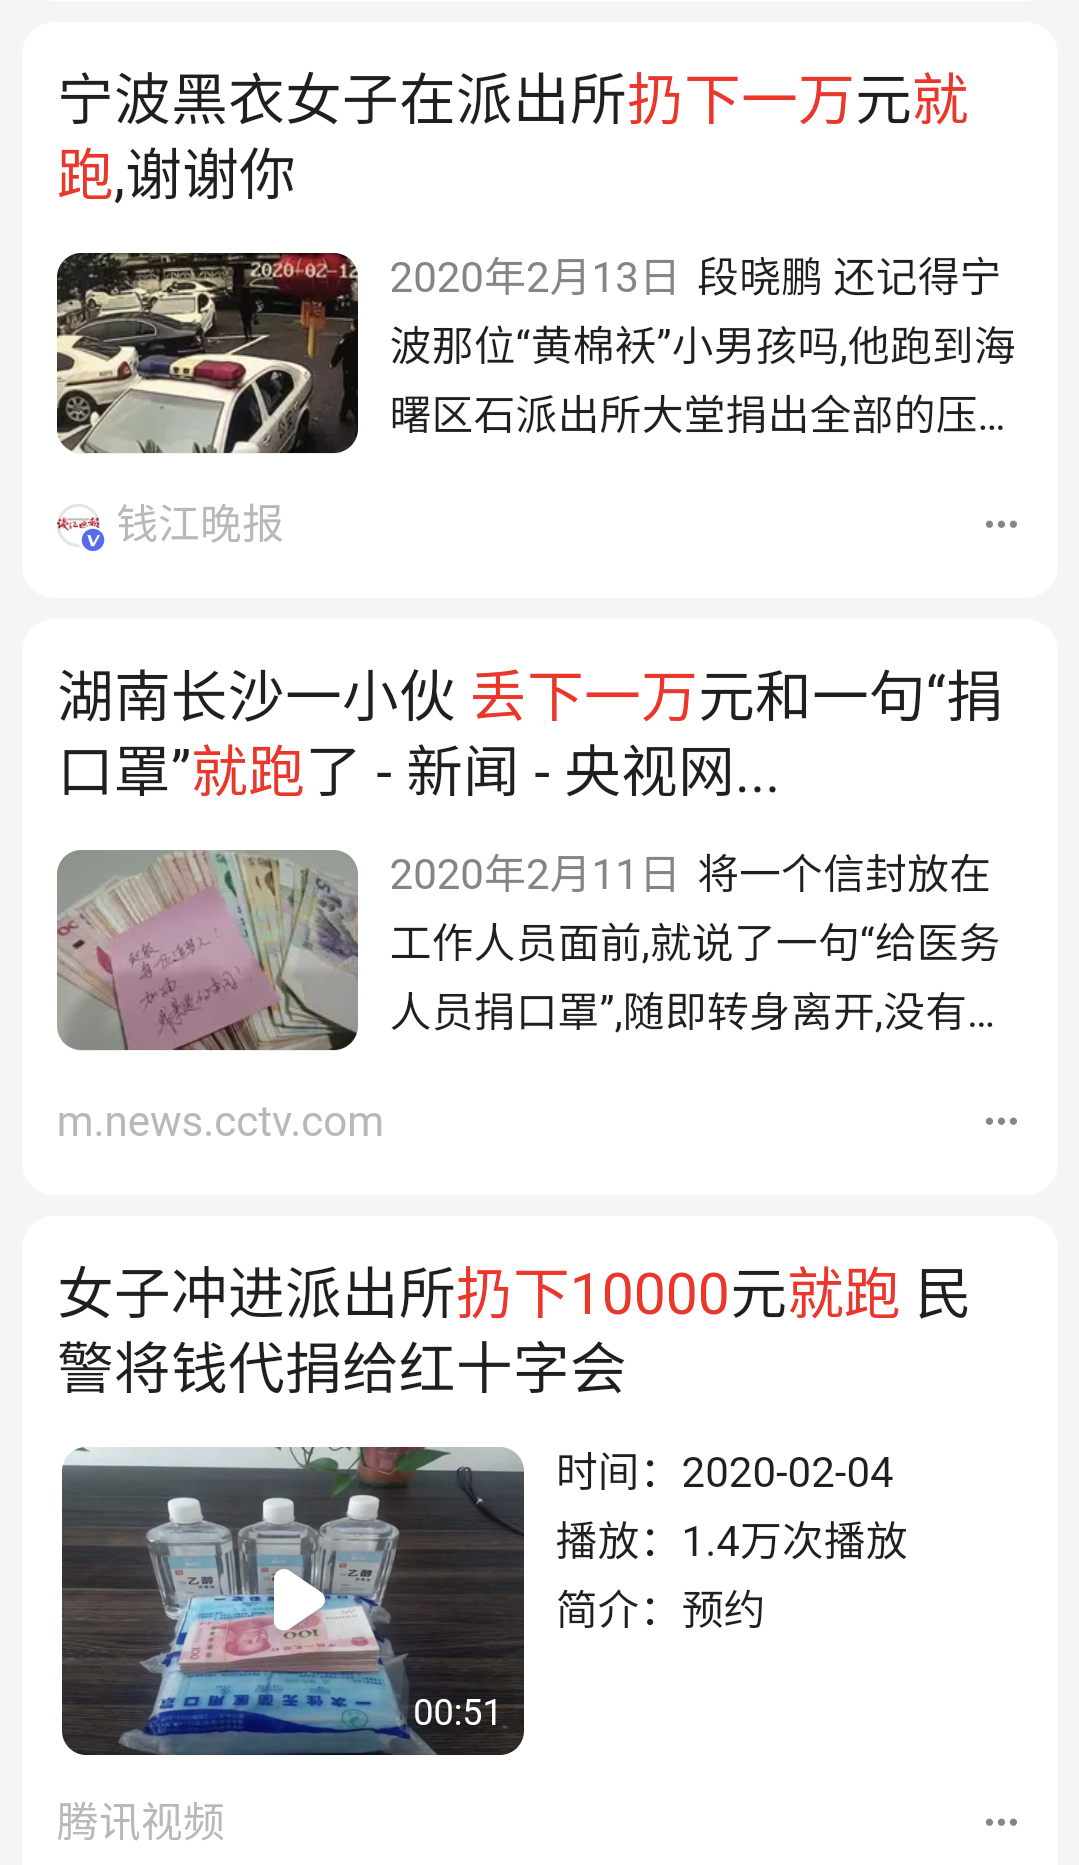 宁波黑衣女子在派出所扔下一万元就
跑,谢谢你
2020-02-12
2020年2月13日 段晓鹏 还记得宁
波那位“黄棉袄”小男孩吗,他跑到海
曙区石派出所大堂捐出全部的压...
钱江晚报
湖南长沙一小伙 丢下一万元和一句“捐
口罩”就跑了 - 新闻 - 央视网...
2020年2月11日 将一个信封放在
工作人员面前,就说了一句“给医务
人员捐口罩”,随即转身离开,没有...
加油
m.news.cctv.com
女子冲进派出所扔下10000元就跑 民
警将钱代捐给红十字会
时间：2020-02-04
播放：1.4万次播放
简介：预约
100
00:51
腾讯视频